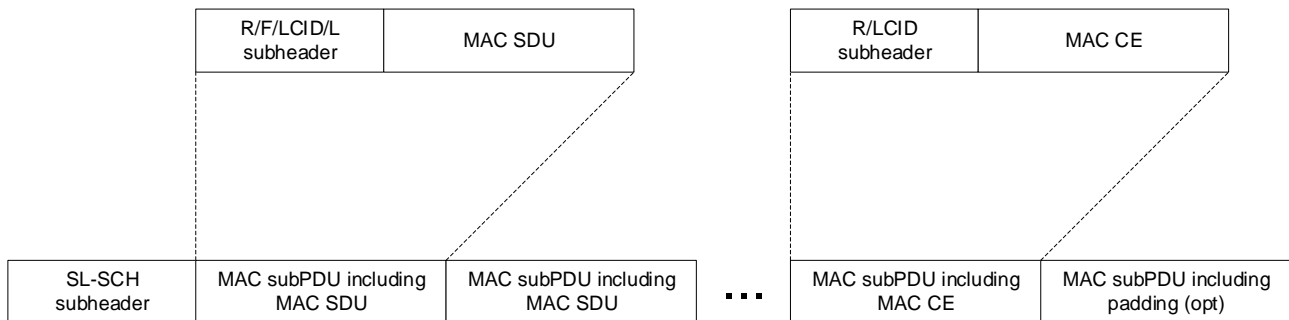 R/F/LCID/L
subheader
MAC SDU
R/LCID
subheader
MAC CE
SL-SCH
subheader
MAC subPDU including
MAC SDU
MAC subPDU including
MAC SDU
...
MAC subPDU including
MAC CE
MAC subPDU including
padding (opt)